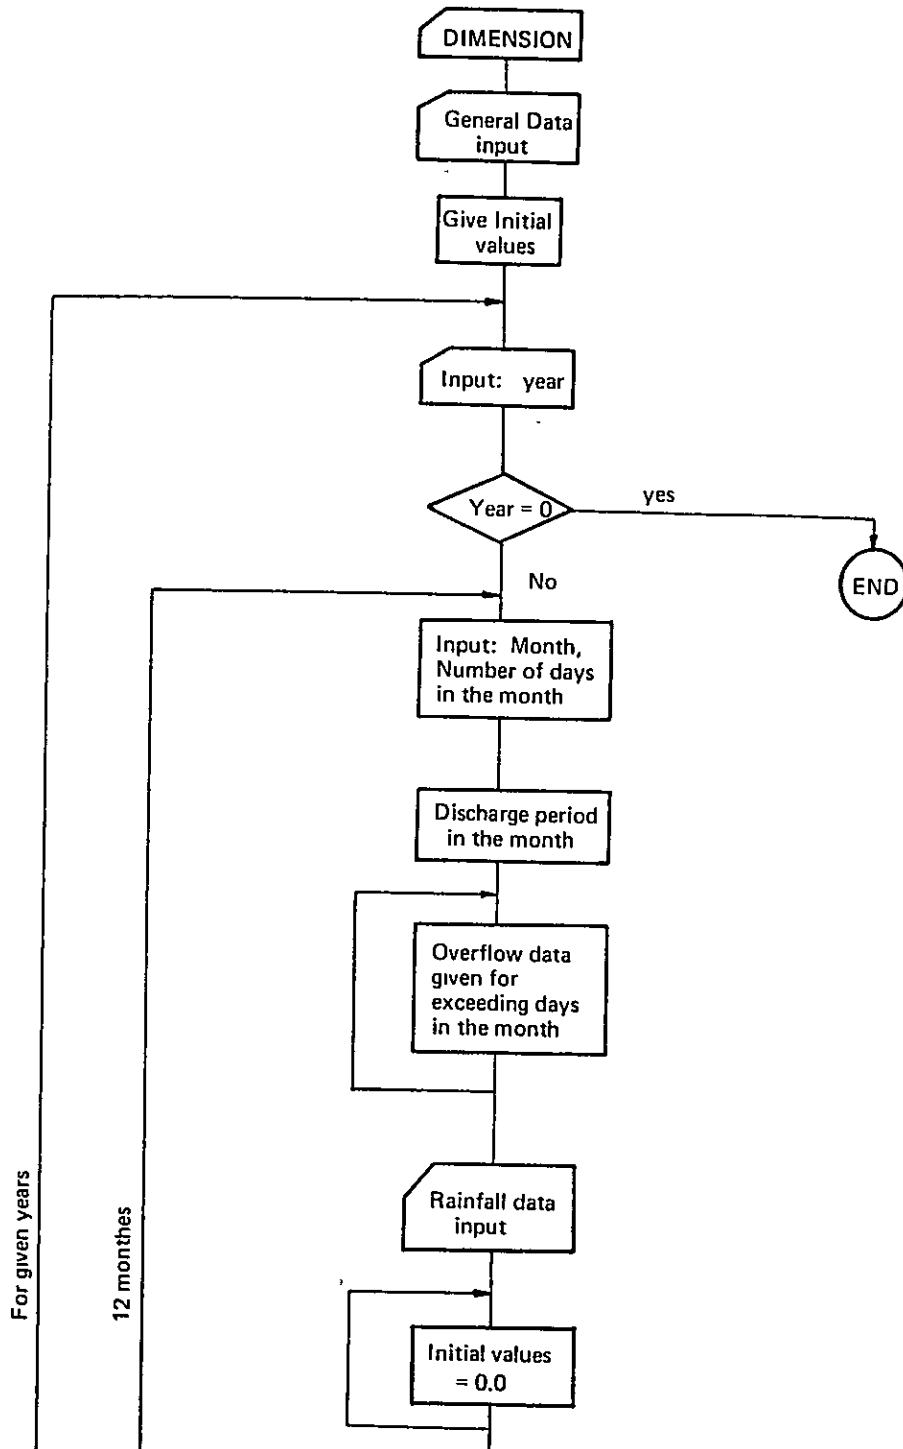 DIMENSION
General Data
input
Give Initial
values
Input: year
Year = 0
yes
No
END
Input: Month,
Number of days
in the month
Discharge period
in the month
Overflow data
given for
exceeding days
in the month
Rainfall data
input
Initial values
= 0.0
For given years
12 monthes